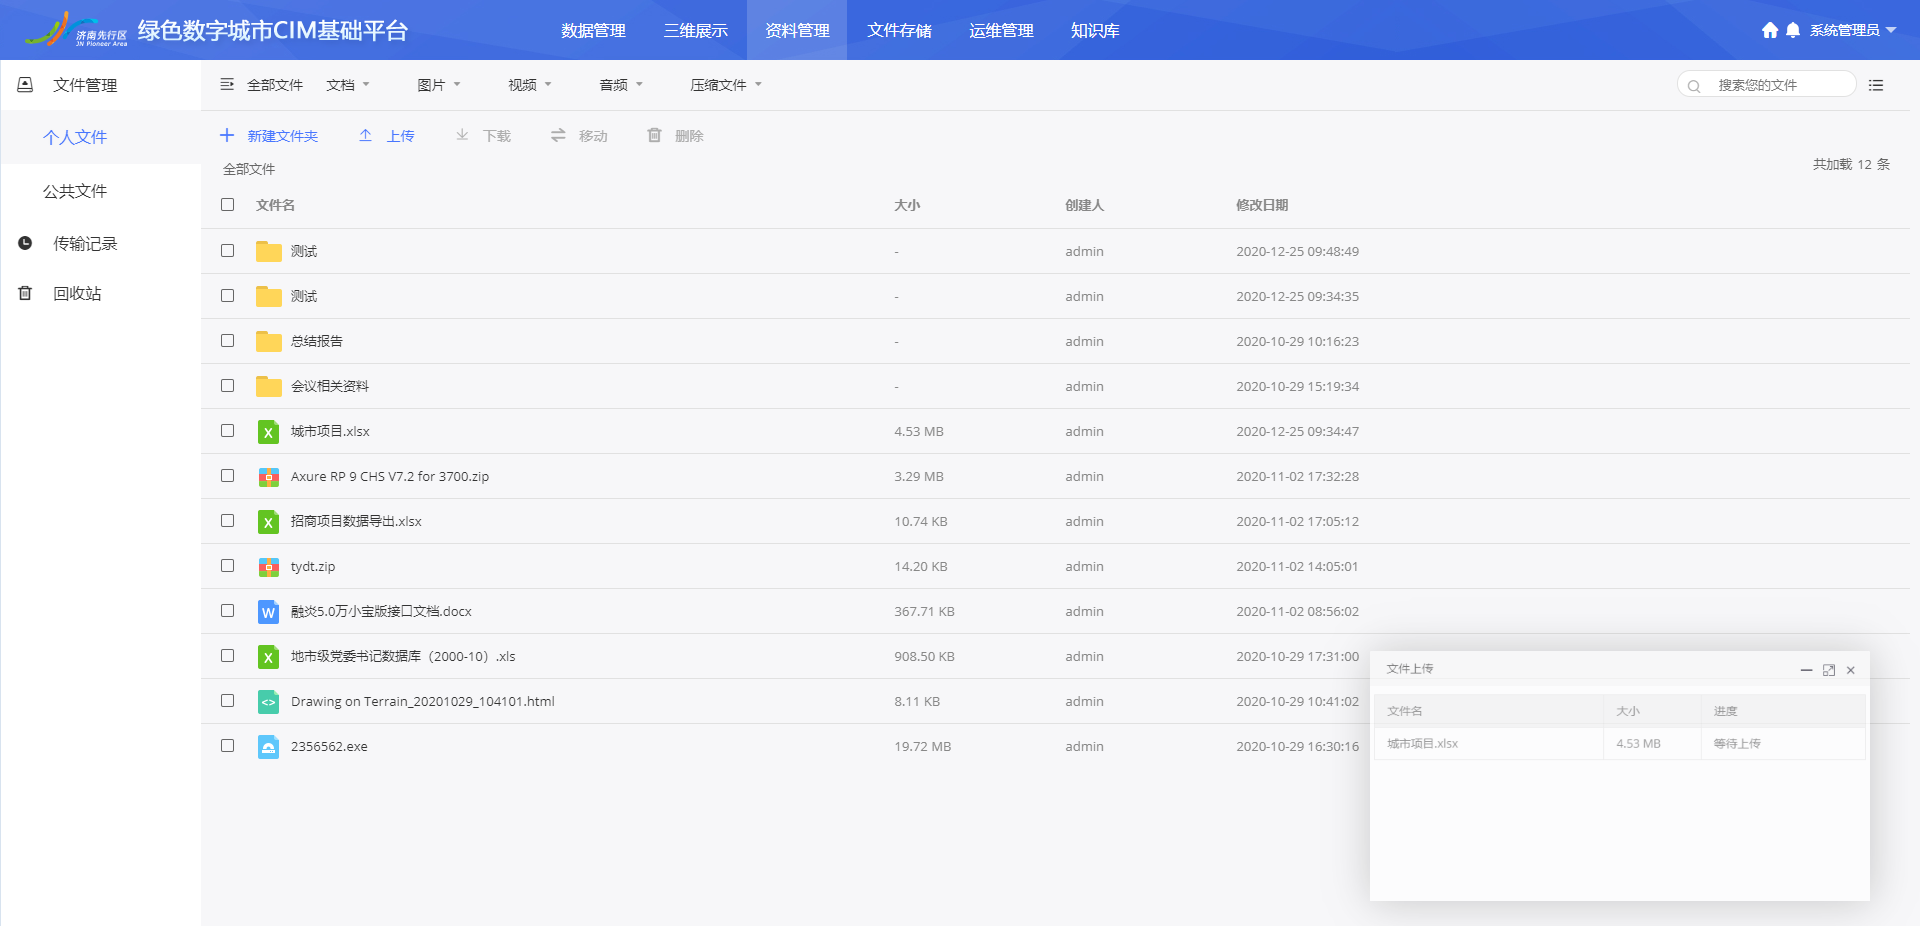 济南先行区
JN Pioneer Area
绿色数字城市CIM基础平台
数据管理 三维展示 资料管理 文件存储 运维管理 知识库
系统管理员
文件管理
个人文件
公共文件
传输记录
回收站
全部文件 文档 图片 视频 音频 压缩文件
搜索您的文件
新建文件夹 上传 下载 移动 删除
全部文件
共加载 12 条
文件名 大小 创建人 修改日期
测试 - admin 2020-12-25 09:48:49
测试 - admin 2020-12-25 09:34:35
总结报告 - admin 2020-10-29 10:16:23
会议相关资料 - admin 2020-10-29 15:19:34
城市项目.xlsx 4.53 MB admin 2020-12-25 09:34:47
Axure RP 9 CHS V7.2 for 3700.zip 3.29 MB admin 2020-11-02 17:32:28
招商项目数据导出.xlsx 10.74 KB admin 2020-11-02 17:05:12
tydt.zip 14.20 KB admin 2020-11-02 14:05:01
融炎5.0万小宝版接口文档.docx 367.71 KB admin 2020-11-02 08:56:02
地市级党委书记数据库（2000-10）.xls 908.50 KB admin 2020-10-29 17:31:00
Drawing on Terrain_20201029_104101.html 8.11 KB admin 2020-10-29 10:41:02
2356562.exe 19.72 MB admin 2020-10-29 16:30:16
文件上传
文件名 大小 进度
城市项目.xlsx 4.53 MB 等待上传